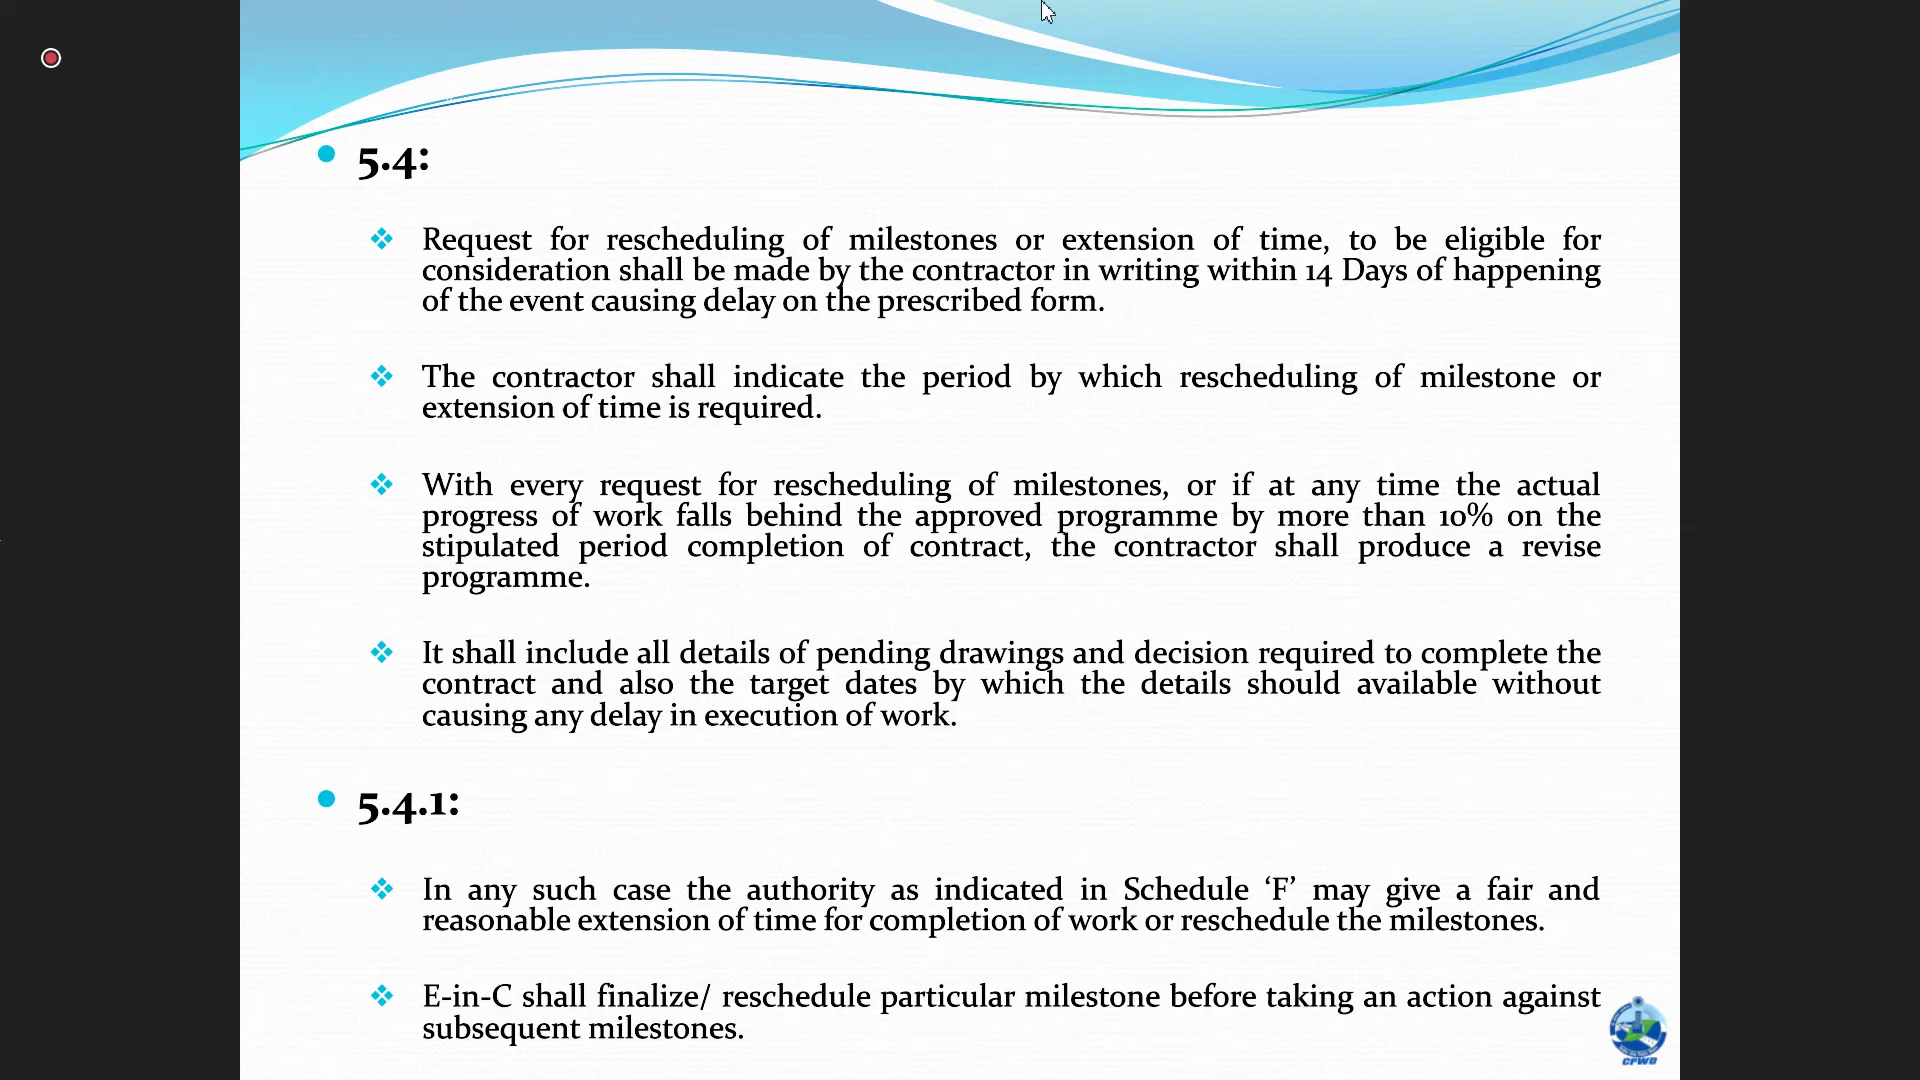 5.4:
Request for rescheduling of milestones or extension of time, to be eligible for
consideration shall be made by the contractor in writing within 14 Days of happening
of the event causing delay on the prescribed form.
The contractor shall indicate the period by which rescheduling of milestone or
extension of time is required.
With every request for rescheduling of milestones, or if at any time the actual
progress of work falls behind the approved programme by more than 10% on the
stipulated period completion of contract, the contractor shall produce a revise
programme.
It shall include all details of pending drawings and decision required to complete the
contract and also the target dates by which the details should available without
causing any delay in execution of work.
5.4.1:
In any such case the authority as indicated in Schedule ‘F’ may give a fair and
reasonable extension of time for completion of work or reschedule the milestones.
E-in-C shall finalize/ reschedule particular milestone before taking an action against
subsequent milestones.
CPWD